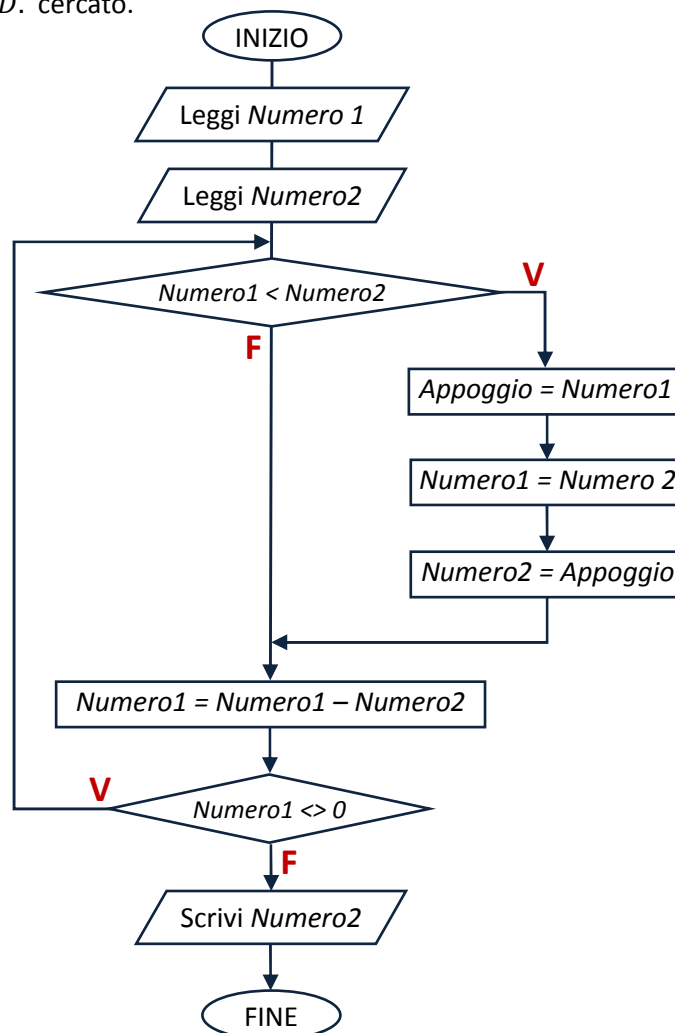 D. cercato.
INIZIO
Leggi Numero 1
Leggi Numero2
Numero1 < Numero2
V
F
Appoggio = Numero1
Numero1 = Numero 2
Numero2 = Appoggio
Numero1 = Numero1 – Numero2
V
Numero1 <> 0
F
Scrivi Numero2
FINE